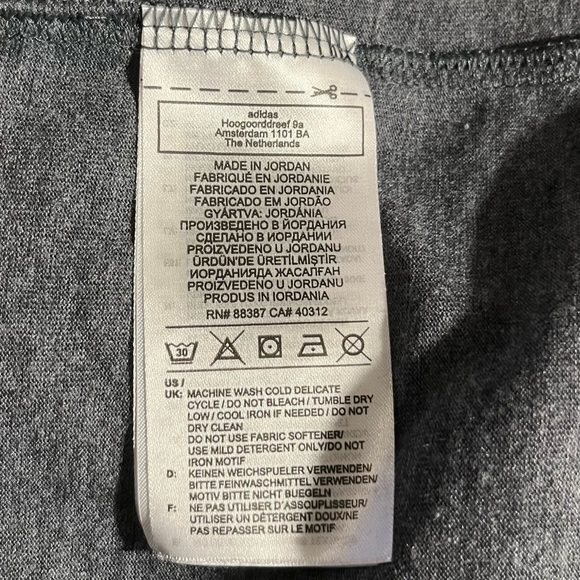 adidas
Hoogoorddreef 9a
Amsterdam 1101 BA
The Netherlands
MADE IN JORDAN
FABRIQUÉ EN JORDANIE
FABRICADO EN JORDANIA
FABRICADO EM JORDÃO
GYÁRTVA: JORDÁNIA
ПРОИЗВЕДЕНО В ЙОРДАНИЯ
СДЕЛАНО В ИОРДАНИИ
PROIZVEDENO U JORDANU
ÜRDÜN'DE ÜRETİLMİŞTİR
ИОРДАНИЯДА ЖАСАЛҒАН
PROIZVEDENO U JORDANU
PRODUS IN IORDANIA
RN# 88387 CA# 40312
30
US /
UK: MACHINE WASH COLD DELICATE
CYCLE / DO NOT BLEACH / TUMBLE DRY
LOW / COOL IRON IF NEEDED / DO NOT
DRY CLEAN
DO NOT USE FABRIC SOFTENER/
USE MILD DETERGENT ONLY/DO NOT
IRON MOTIF
D: KEINEN WEICHSPUELER VERWENDEN/
BITTE FEINWASCHMITTEL VERWENDEN/
MOTIV BITTE NICHT BUEGELN
F: NE PAS UTILISER D'ASSOUPLISSEUR/
UTILISER UN DÉTERGENT DOUX/NE
PAS REPASSER SUR LE MOTIF